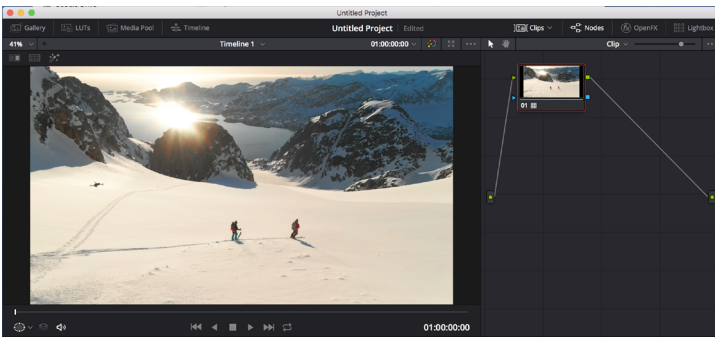 Untitled Project
Gallery LUTs Media Pool Timeline Untitled Project Edited Clips Nodes OpenFX Lightbox
41% Timeline 1 01:00:00:00 Clip
01
01:00:00:00